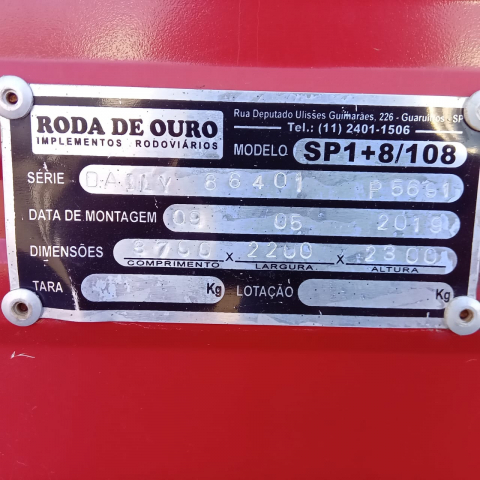 RODA DE OURO
IMPLEMENTOS RODOVIÁRIOS
Rua Deputado Ulisses Guimarães, 226 - Guarulhos, SP
Tel.: (11) 2401-1506
MODELO SP1+8/108
SÉRIE 86401
DATA DE MONTAGEM 09 05 2019
DIMENSÕES X 2200 X
COMPRIMENTO LARGURA ALTURA
TARA Kg LOTAÇÃO Kg